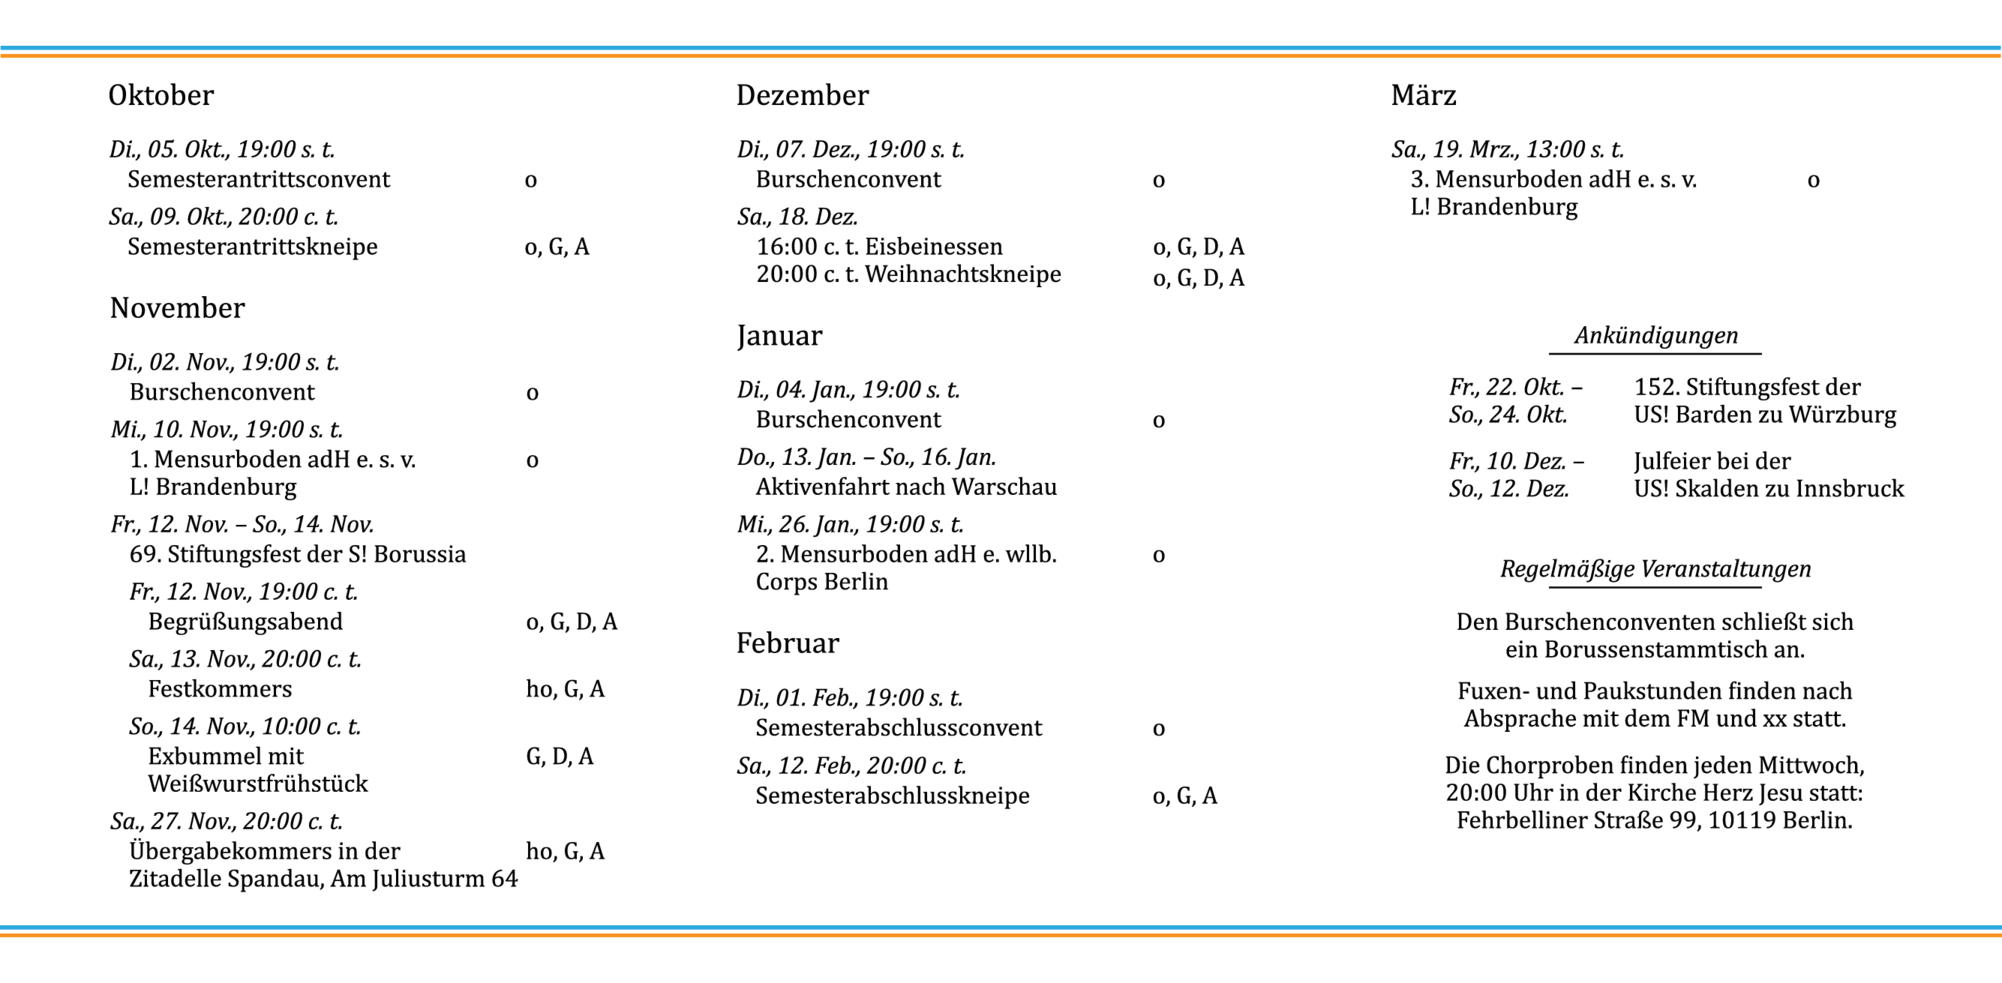 Oktober
Di., 05. Okt., 19:00 s. t.
Semesterantrittsconvent o
Sa., 09. Okt., 20:00 c. t.
Semesterantrittskneipe o, G, A
November
Di., 02. Nov., 19:00 s. t.
Burschenconvent o
Mi., 10. Nov., 19:00 s. t.
1. Mensurboden adH e. s. v. o
L! Brandenburg
Fr., 12. Nov. – So., 14. Nov.
69. Stiftungsfest der S! Borussia
Fr., 12. Nov., 19:00 c. t.
Begrüßungsabend o, G, D, A
Sa., 13. Nov., 20:00 c. t.
Festkommers ho, G, A
So., 14. Nov., 10:00 c. t.
Exbummel mit G, D, A
Weißwurstfrühstück
Sa., 27. Nov., 20:00 c. t.
Übergabekommers in der ho, G, A
Zitadelle Spandau, Am Juliusturm 64
Dezember
Di., 07. Dez., 19:00 s. t.
Burschenconvent o
Sa., 18. Dez.
16:00 c. t. Eisbeinessen o, G, D, A
20:00 c. t. Weihnachtskneipe o, G, D, A
Januar
Di., 04. Jan., 19:00 s. t.
Burschenconvent o
Do., 13. Jan. – So., 16. Jan.
Aktivenfahrt nach Warschau
Mi., 26. Jan., 19:00 s. t.
2. Mensurboden adH e. wllb. o
Corps Berlin
Februar
Di., 01. Feb., 19:00 s. t.
Semesterabschlussconvent o
Sa., 12. Feb., 20:00 c. t.
Semesterabschlusskneipe o, G, A
März
Sa., 19. Mrz., 13:00 s. t.
3. Mensurboden adH e. s. v. o
L! Brandenburg
Ankündigungen
Fr., 22. Okt. – 152. Stiftungsfest der
So., 24. Okt. US! Barden zu Würzburg
Fr., 10. Dez. – Julfeier bei der
So., 12. Dez. US! Skalden zu Innsbruck
Regelmäßige Veranstaltungen
Den Burschenconventen schließt sich
ein Borussenstammtisch an.
Fuxen- und Paukstunden finden nach
Absprache mit dem FM und xx statt.
Die Chorproben finden jeden Mittwoch,
20:00 Uhr in der Kirche Herz Jesu statt:
Fehrbelliner Straße 99, 10119 Berlin.